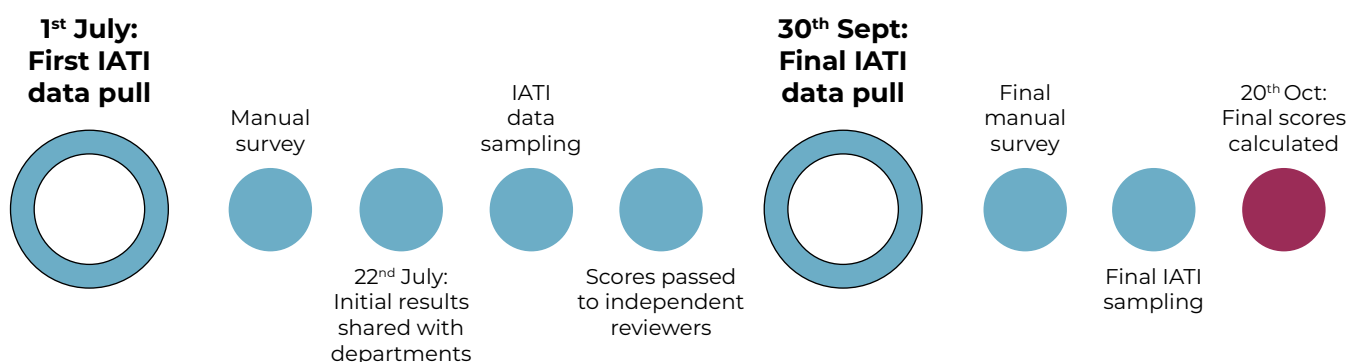 1st July:
First IATI
data pull
Manual
survey
22nd July:
Initial results
shared with
departments
IATI
data
sampling
Scores passed
to independent
reviewers
30th Sept:
Final IATI
data pull
Final
manual
survey
Final IATI
sampling
20th Oct:
Final scores
calculated